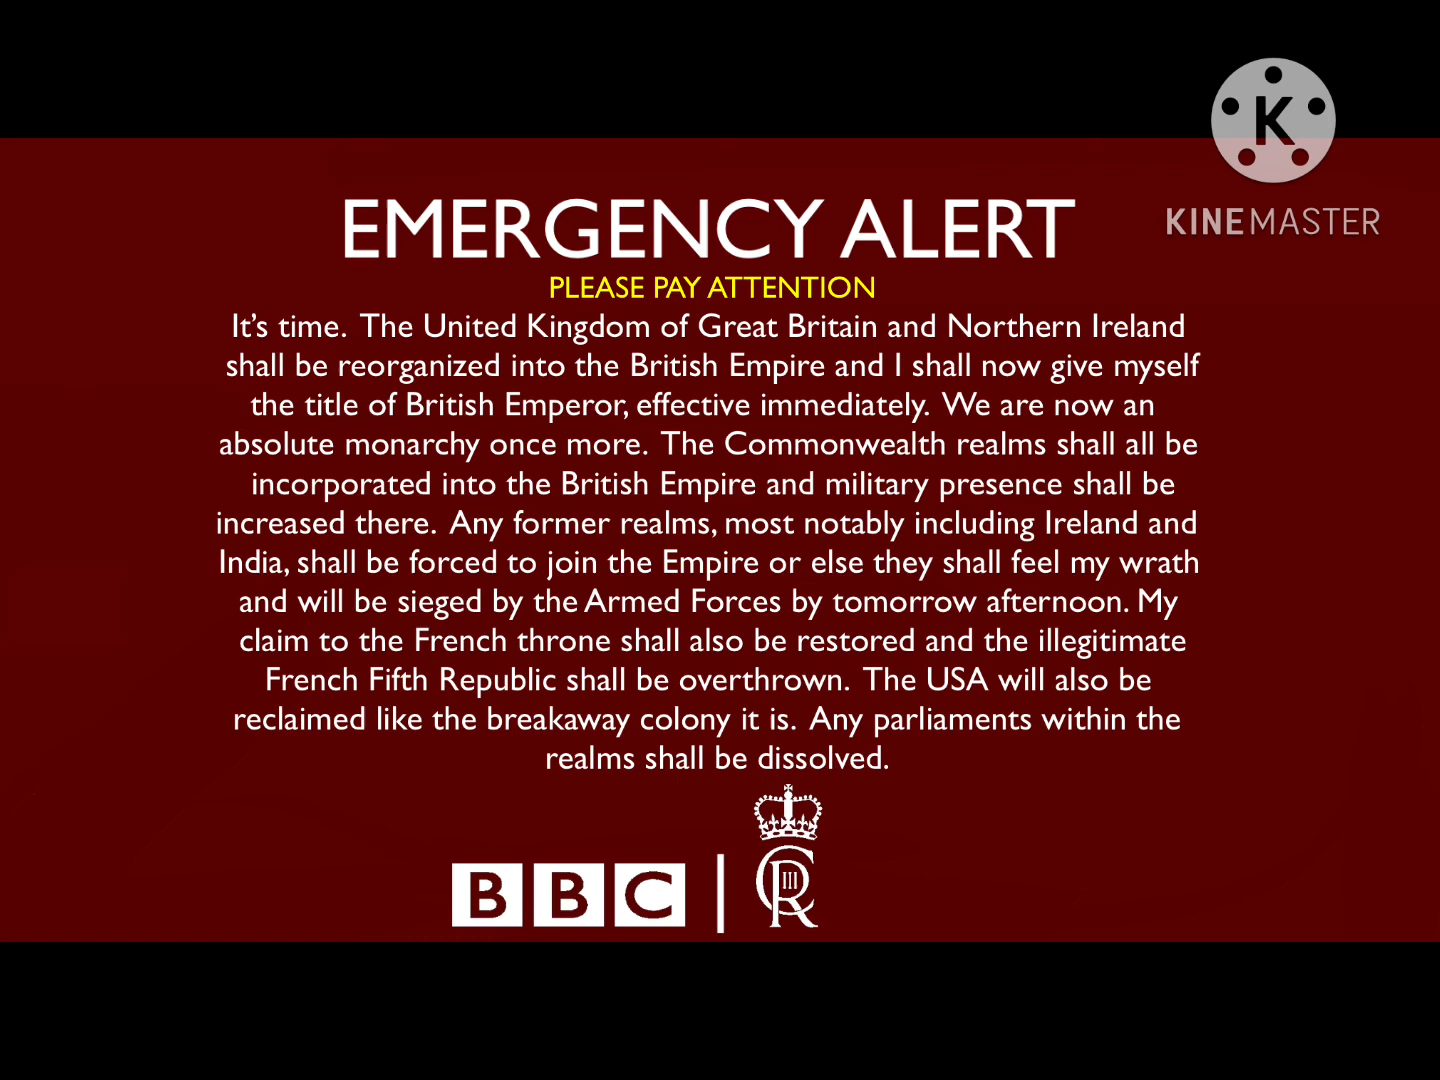 K
KINEMASTER
EMERGENCY ALERT
PLEASE PAY ATTENTION
It's time. The United Kingdom of Great Britain and Northern Ireland
shall be reorganized into the British Empire and I shall now give myself
the title of British Emperor, effective immediately. We are now an
absolute monarchy once more. The Commonwealth realms shall all be
incorporated into the British Empire and military presence shall be
increased there. Any former realms, most notably including Ireland and
India, shall be forced to join the Empire or else they shall feel my wrath
and will be sieged by the Armed Forces by tomorrow afternoon. My
claim to the French throne shall also be restored and the illegitimate
French Fifth Republic shall be overthrown. The USA will also be
reclaimed like the breakaway colony it is. Any parliaments within the
realms shall be dissolved.
BBC | CR III